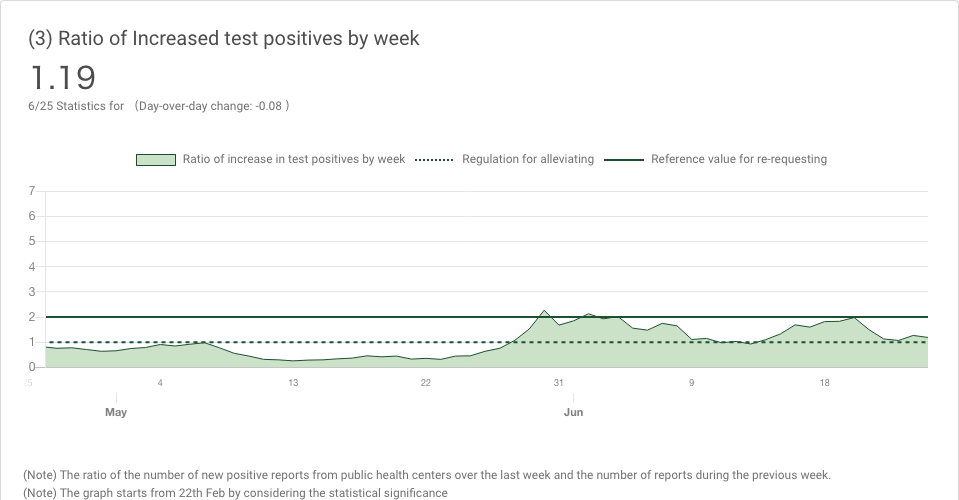 (3) Ratio of Increased test positives by week
1.19
6/25 Statistics for （Day-over-day change: -0.08 ）
Ratio of increase in test positives by week Regulation for alleviating Reference value for re-requesting
7
6
5
4
3
2
1
0
4 13 22 31 9 18
May Jun
(Note) The ratio of the number of new positive reports from public health centers over the last week and the number of reports during the previous week.
(Note) The graph starts from 22th Feb by considering the statistical significance